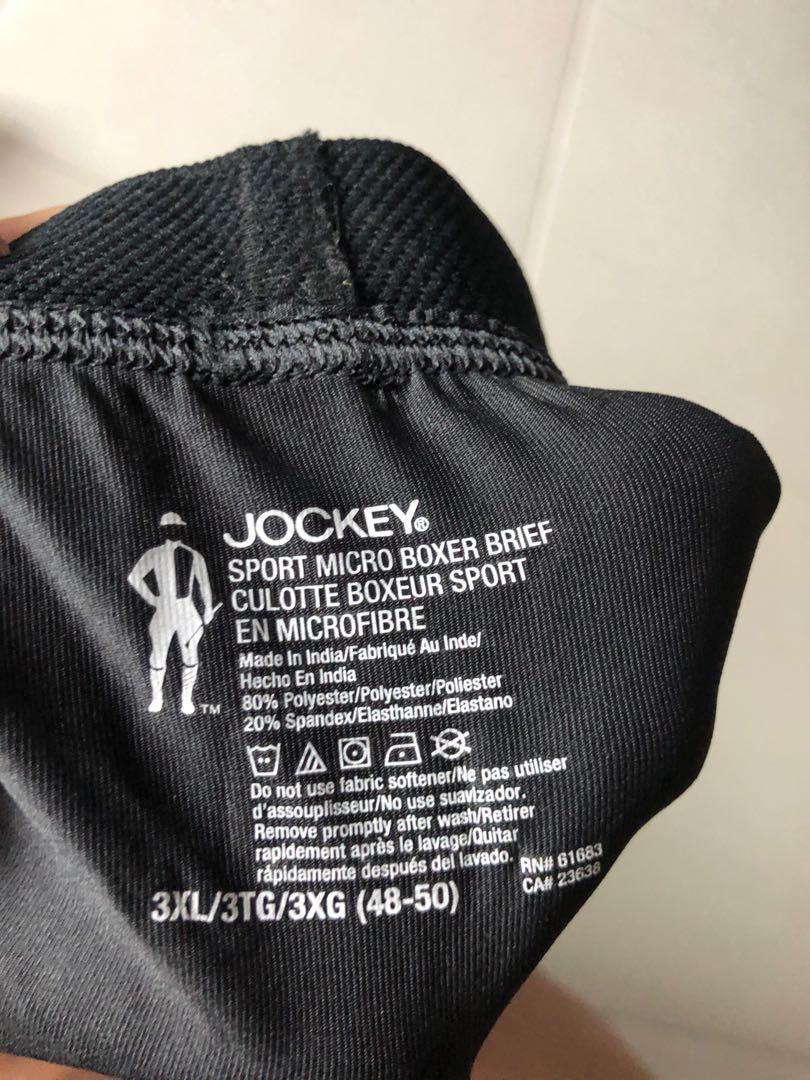 JOCKEY®
SPORT MICRO BOXER BRIEF
CULOTTE BOXEUR SPORT
EN MICROFIBRE
Made In India/Fabriqué Au Inde/
Hecho En India
80% Polyester/Polyester/Poliester
20% Spandex/Elasthanne/Elastano
TM
Do not use fabric softener/Ne pas utiliser
d'assouplisseur/No use suavizador.
Remove promptly after wash/Retirer
rapidement après le lavage/Quitar
rápidamente después del lavado.
RN# 61683
CA# 23638
3XL/3TG/3XG (48-50)